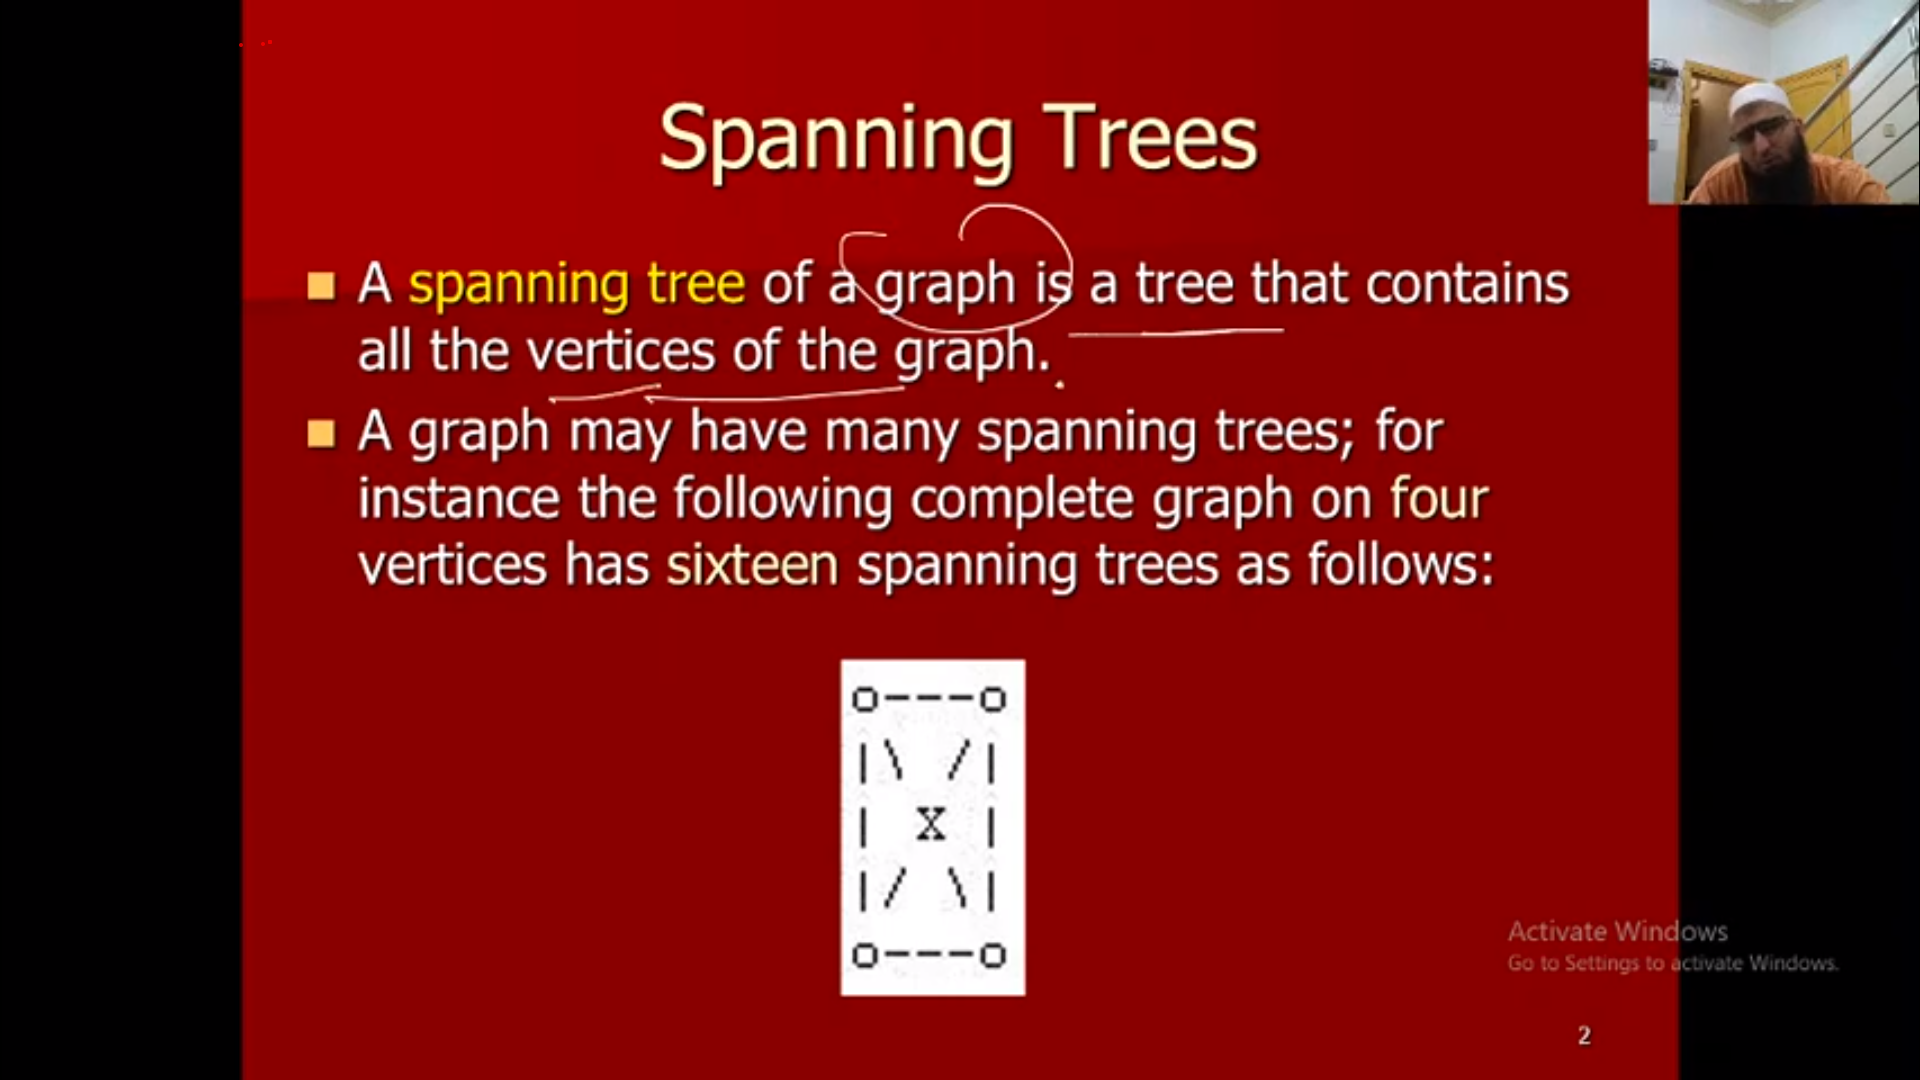 Spanning Trees
A spanning tree of a graph is a tree that contains
all the vertices of the graph.
A graph may have many spanning trees; for
instance the following complete graph on four
vertices has sixteen spanning trees as follows:
o---o
|\ /|
| X |
|/ \|
o---o
Activate Windows
Go to Settings to activate Windows.
2